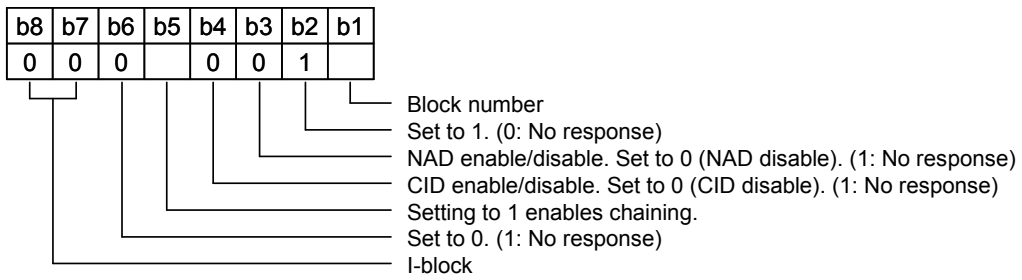 b8 b7 b6 b5 b4 b3 b2 b1
0 0 0 0 0 1
Block number
Set to 1. (0: No response)
NAD enable/disable. Set to 0 (NAD disable). (1: No response)
CID enable/disable. Set to 0 (CID disable). (1: No response)
Setting to 1 enables chaining.
Set to 0. (1: No response)
I-block